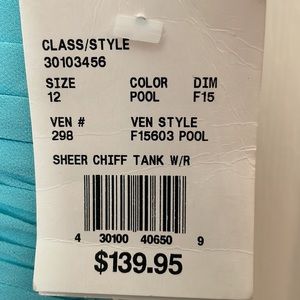 CLASS/STYLE
30103456
SIZE COLOR DIM
12 POOL F15
VEN # VEN STYLE
298 F15603 POOL
SHEER CHIFF TANK W/R
4 30100 40650 9
$139.95